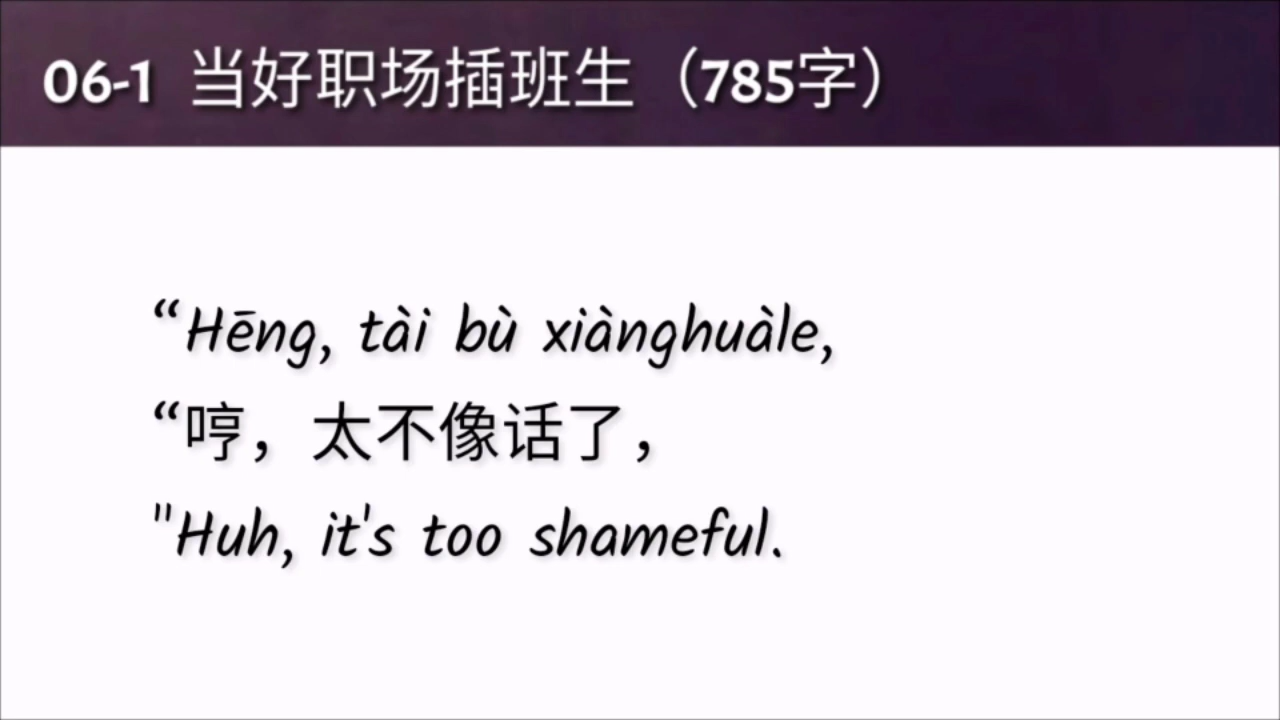 06-1 当好职场插班生（785字）
“Hēng, tài bù xiànghuàle,
“哼，太不像话了，
"Huh, it's too shameful.